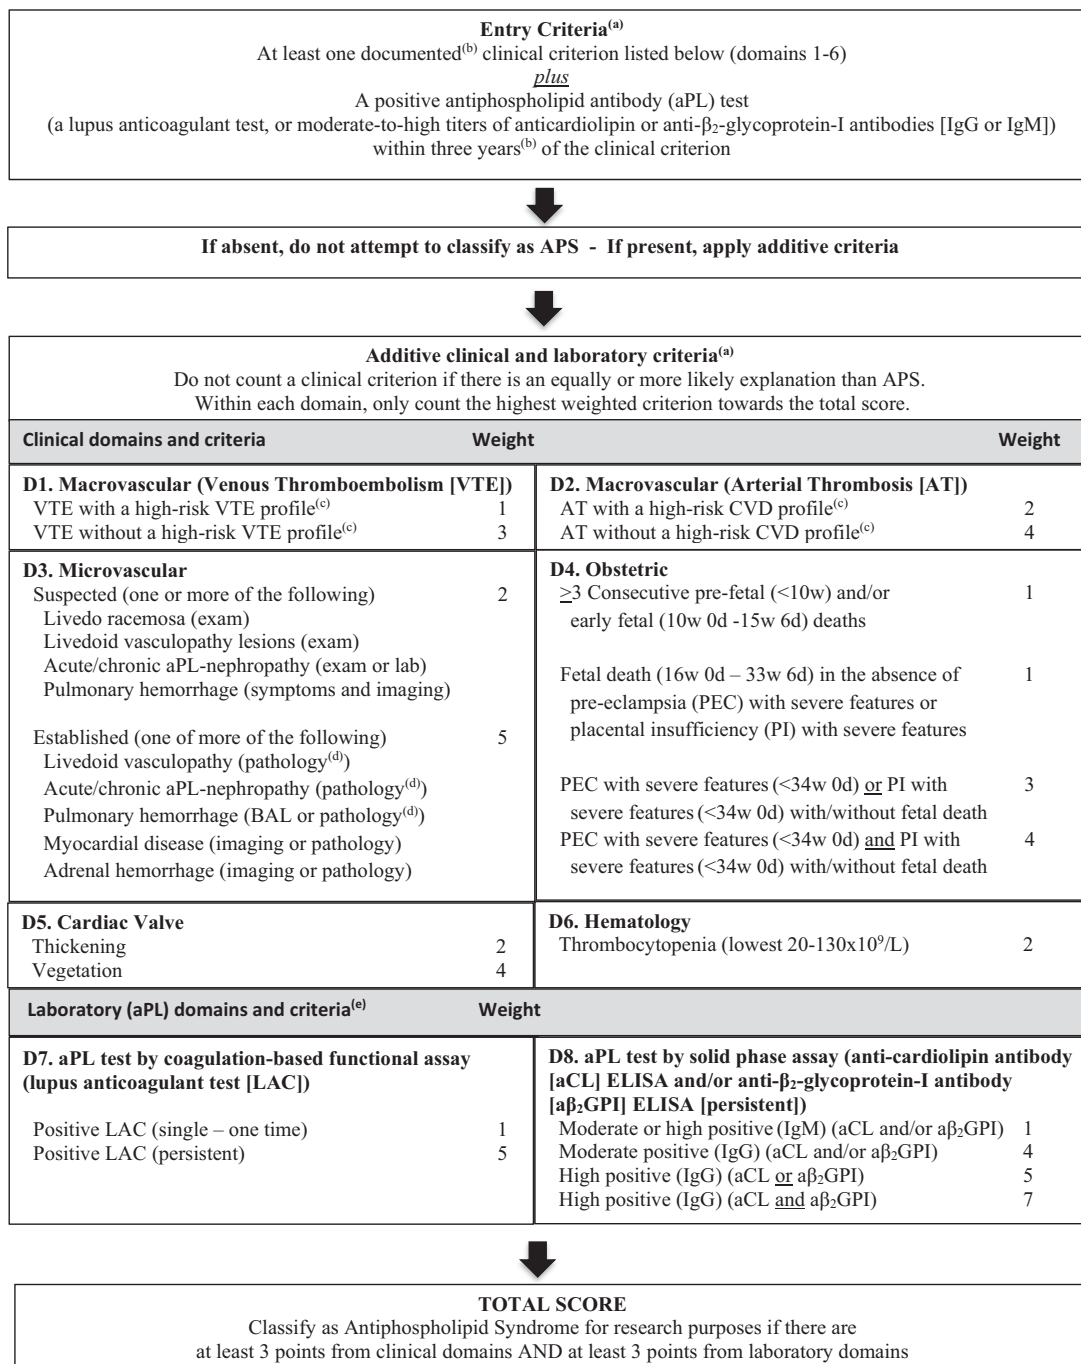 Entry Criteria(a)
At least one documented(b) clinical criterion listed below (domains 1-6)
plus
A positive antiphospholipid antibody (aPL) test
(a lupus anticoagulant test, or moderate-to-high titers of anticardiolipin or anti-β2-glycoprotein-I antibodies [IgG or IgM])
within three years(b) of the clinical criterion
If absent, do not attempt to classify as APS - If present, apply additive criteria
Additive clinical and laboratory criteria(a)
Do not count a clinical criterion if there is an equally or more likely explanation than APS.
Within each domain, only count the highest weighted criterion towards the total score.
Clinical domains and criteria Weight Weight
D1. Macrovascular (Venous Thromboembolism [VTE])
VTE with a high-risk VTE profile(c) 1
VTE without a high-risk VTE profile(c) 3
D2. Macrovascular (Arterial Thrombosis [AT])
AT with a high-risk CVD profile(c) 2
AT without a high-risk CVD profile(c) 4
D3. Microvascular
Suspected (one or more of the following) 2
Livedo racemosa (exam)
Livedoid vasculopathy lesions (exam)
Acute/chronic aPL-nephropathy (exam or lab)
Pulmonary hemorrhage (symptoms and imaging)
Established (one of more of the following) 5
Livedoid vasculopathy (pathology(d))
Acute/chronic aPL-nephropathy (pathology(d))
Pulmonary hemorrhage (BAL or pathology(d))
Myocardial disease (imaging or pathology)
Adrenal hemorrhage (imaging or pathology)
D4. Obstetric
≥3 Consecutive pre-fetal (<10w) and/or 1
early fetal (10w 0d -15w 6d) deaths
Fetal death (16w 0d – 33w 6d) in the absence of 1
pre-eclampsia (PEC) with severe features or
placental insufficiency (PI) with severe features
PEC with severe features (<34w 0d) or PI with 3
severe features (<34w 0d) with/without fetal death
PEC with severe features (<34w 0d) and PI with 4
severe features (<34w 0d) with/without fetal death
D5. Cardiac Valve
Thickening 2
Vegetation 4
D6. Hematology
Thrombocytopenia (lowest 20-130x10⁹/L) 2
Laboratory (aPL) domains and criteria(e) Weight
D7. aPL test by coagulation-based functional assay
(lupus anticoagulant test [LAC])
Positive LAC (single – one time) 1
Positive LAC (persistent) 5
D8. aPL test by solid phase assay (anti-cardiolipin antibody
[aCL] ELISA and/or anti-β2-glycoprotein-I antibody
[aβ2GPI] ELISA [persistent])
Moderate or high positive (IgM) (aCL and/or aβ2GPI) 1
Moderate positive (IgG) (aCL and/or aβ2GPI) 4
High positive (IgG) (aCL or aβ2GPI) 5
High positive (IgG) (aCL and aβ2GPI) 7
TOTAL SCORE
Classify as Antiphospholipid Syndrome for research purposes if there are
at least 3 points from clinical domains AND at least 3 points from laboratory domains